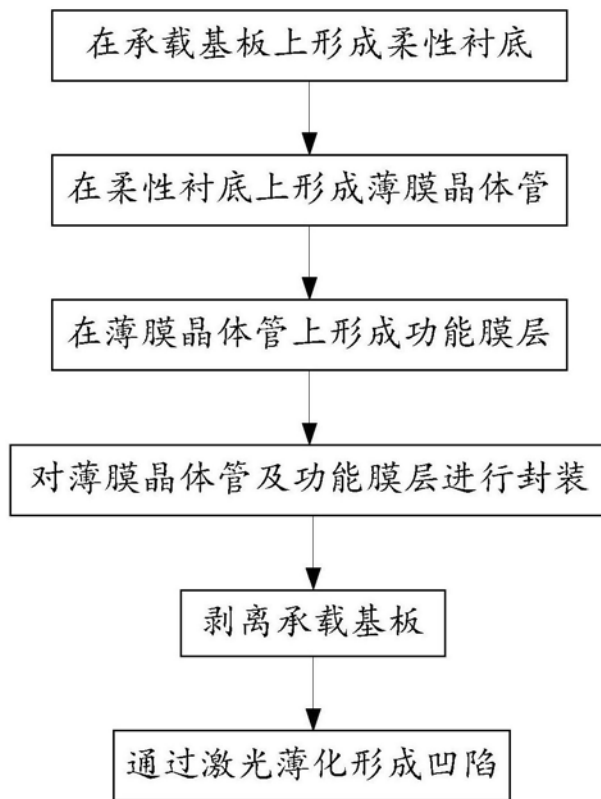 在承载基板上形成柔性衬底
在柔性衬底上形成薄膜晶体管
在薄膜晶体管上形成功能膜层
对薄膜晶体管及功能膜层进行封装
剥离承载基板
通过激光薄化形成凹陷